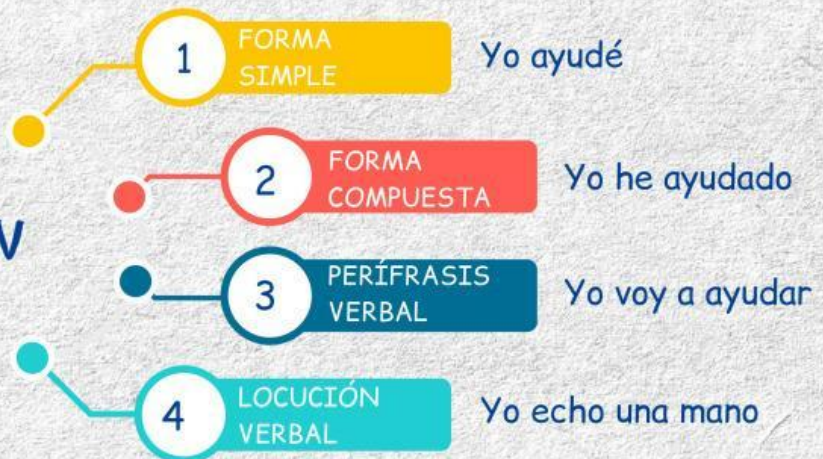 1 FORMA
SIMPLE
Yo ayudé
2 FORMA
COMPUESTA
Yo he ayudado
V
3 PERÍFRASIS
VERBAL
Yo voy a ayudar
4 LOCUCIÓN
VERBAL
Yo echo una mano